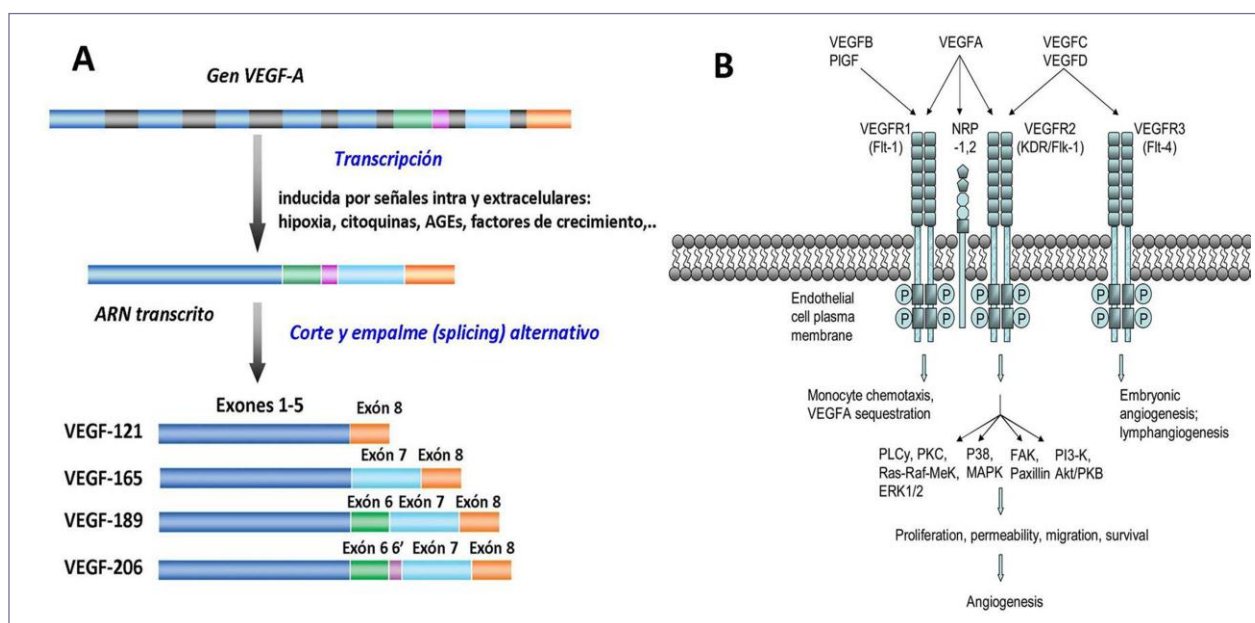 A
Gen VEGF-A
Transcripción
inducida por señales intra y extracelulares:
hipoxia, citoquinas, AGEs, factores de crecimiento,..
ARN transcrito
Corte y empalme (splicing) alternativo
Exones 1-5
Exón 8
VEGF-121
Exón 7 Exón 8
VEGF-165
Exón 6 Exón 7 Exón 8
VEGF-189
Exón 6 6' Exón 7 Exón 8
VEGF-206
B
VEGFB
PlGF
VEGFA
VEGFC
VEGFD
VEGFR1
(Flt-1)
NRP
-1,2
VEGFR2
(KDR/Flk-1)
VEGFR3
(Flt-4)
P P P P P P
P P P P P P
Endothelial
cell plasma
membrane
Monocyte chemotaxis,
VEGFA sequestration
Embryonic
angiogenesis;
lymphangiogenesis
PLCy, PKC,
Ras-Raf-MeK,
ERK1/2
P38,
MAPK
FAK,
Paxillin
PI3-K,
Akt/PKB
Proliferation, permeability, migration, survival
Angiogenesis